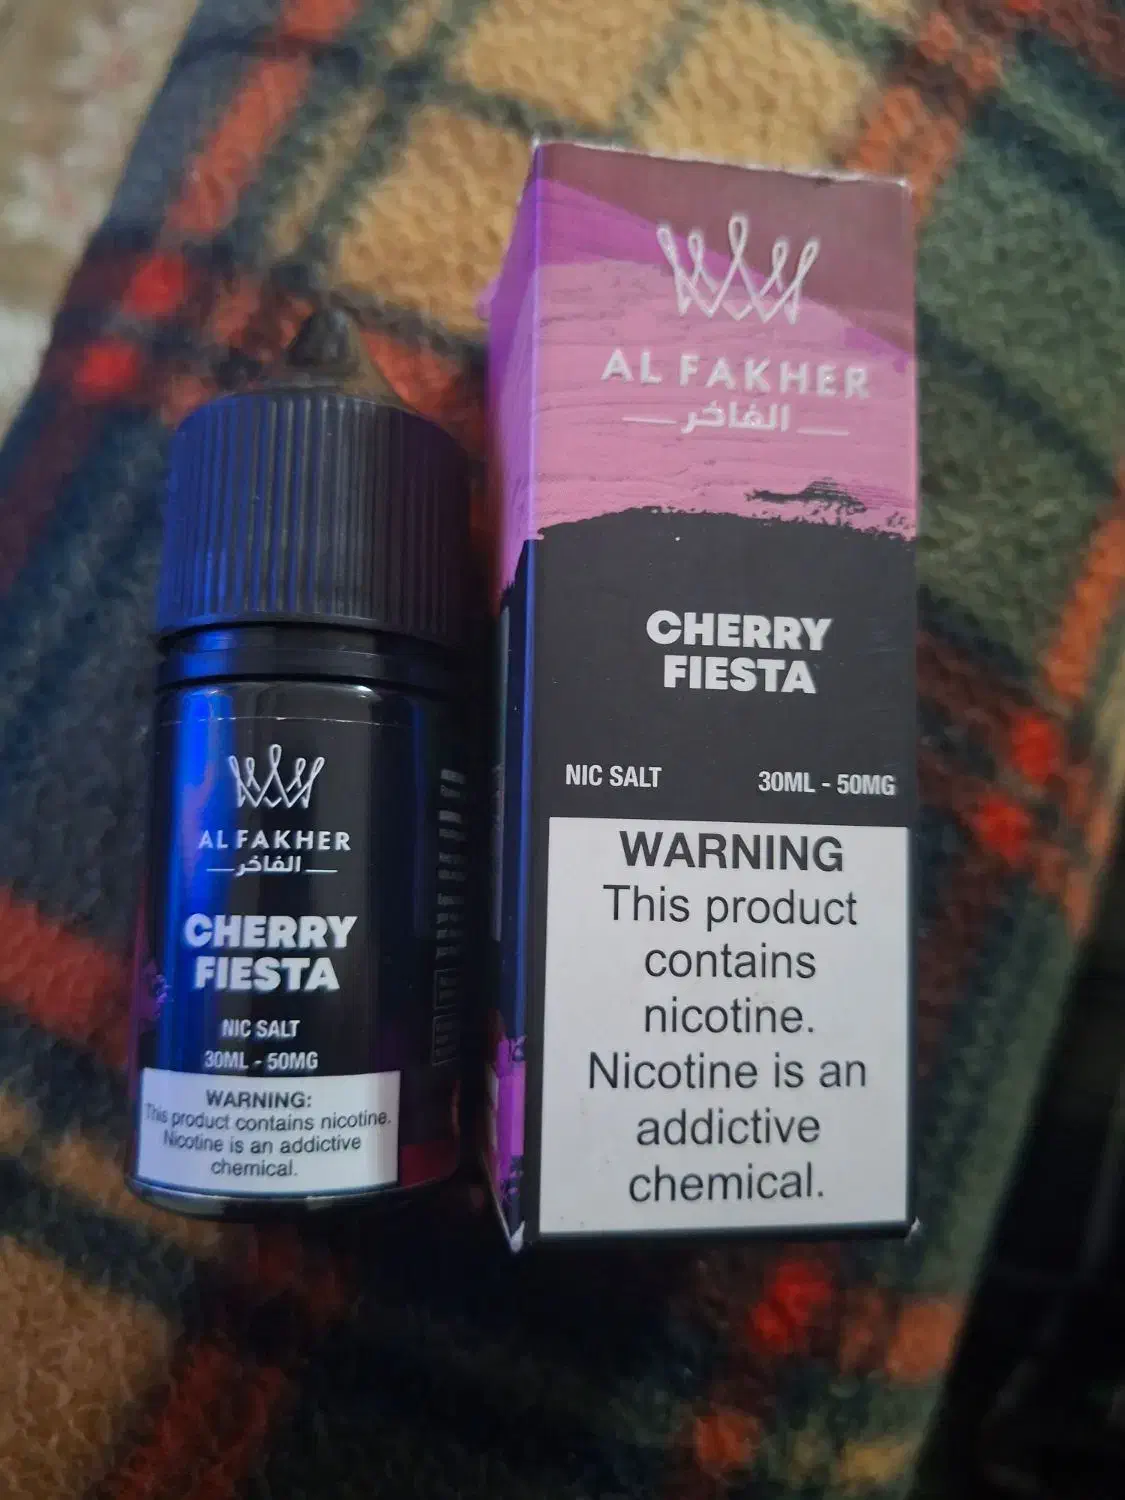 AL FAKHER
الفاخر
CHERRY
FIESTA
NIC SALT
30ML - 50MG
WARNING:
This product contains nicotine.
Nicotine is an addictive
chemical.
AL FAKHER
الفاخر
CHERRY
FIESTA
NIC SALT 30ML - 50MG
WARNING
This product
contains
nicotine.
Nicotine is an
addictive
chemical.